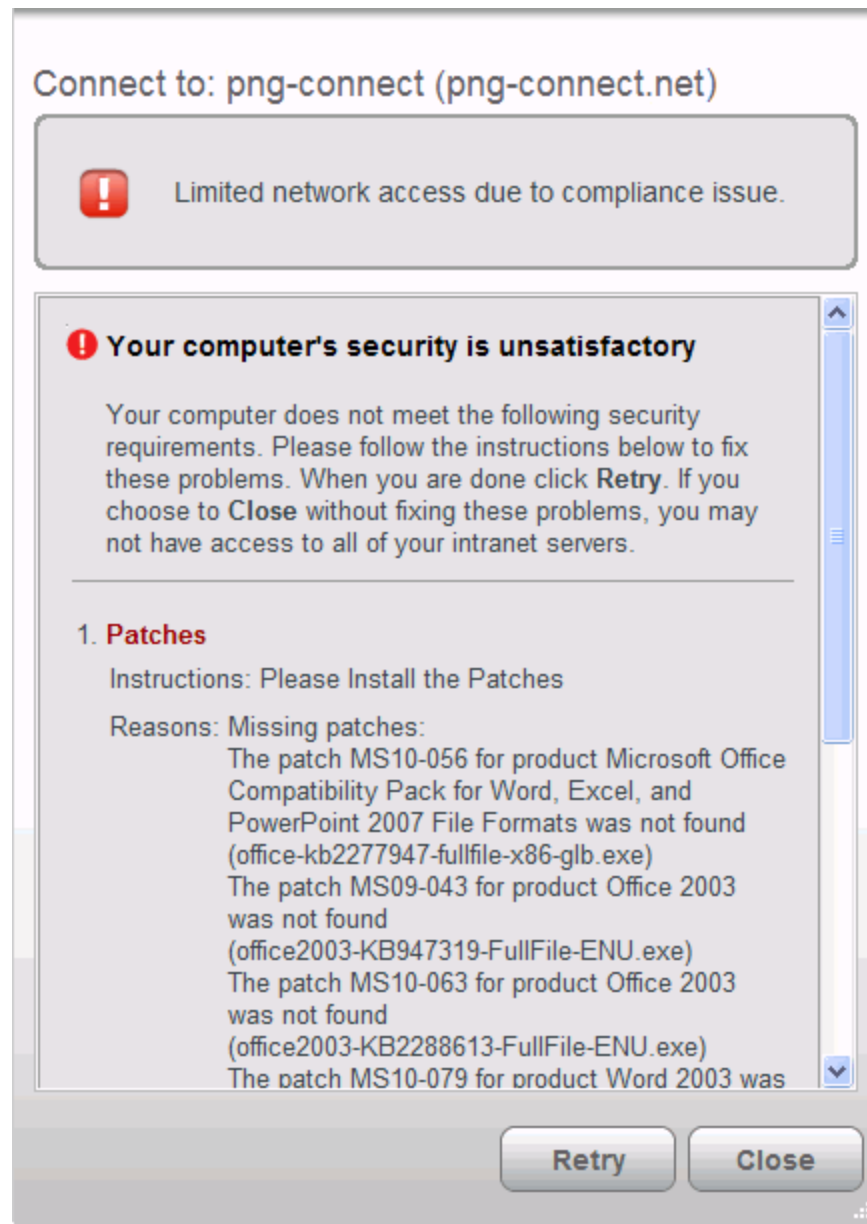 Connect to: png-connect (png-connect.net)
Limited network access due to compliance issue.
Your computer's security is unsatisfactory
Your computer does not meet the following security
requirements. Please follow the instructions below to fix
these problems. When you are done click Retry. If you
choose to Close without fixing these problems, you may
not have access to all of your intranet servers.
1. Patches
Instructions: Please Install the Patches
Reasons: Missing patches:
The patch MS10-056 for product Microsoft Office
Compatibility Pack for Word, Excel, and
PowerPoint 2007 File Formats was not found
(office-kb2277947-fullfile-x86-glb.exe)
The patch MS09-043 for product Office 2003
was not found
(office2003-KB947319-FullFile-ENU.exe)
The patch MS10-063 for product Office 2003
was not found
(office2003-KB2288613-FullFile-ENU.exe)
The patch MS10-079 for product Word 2003 was
Retry Close